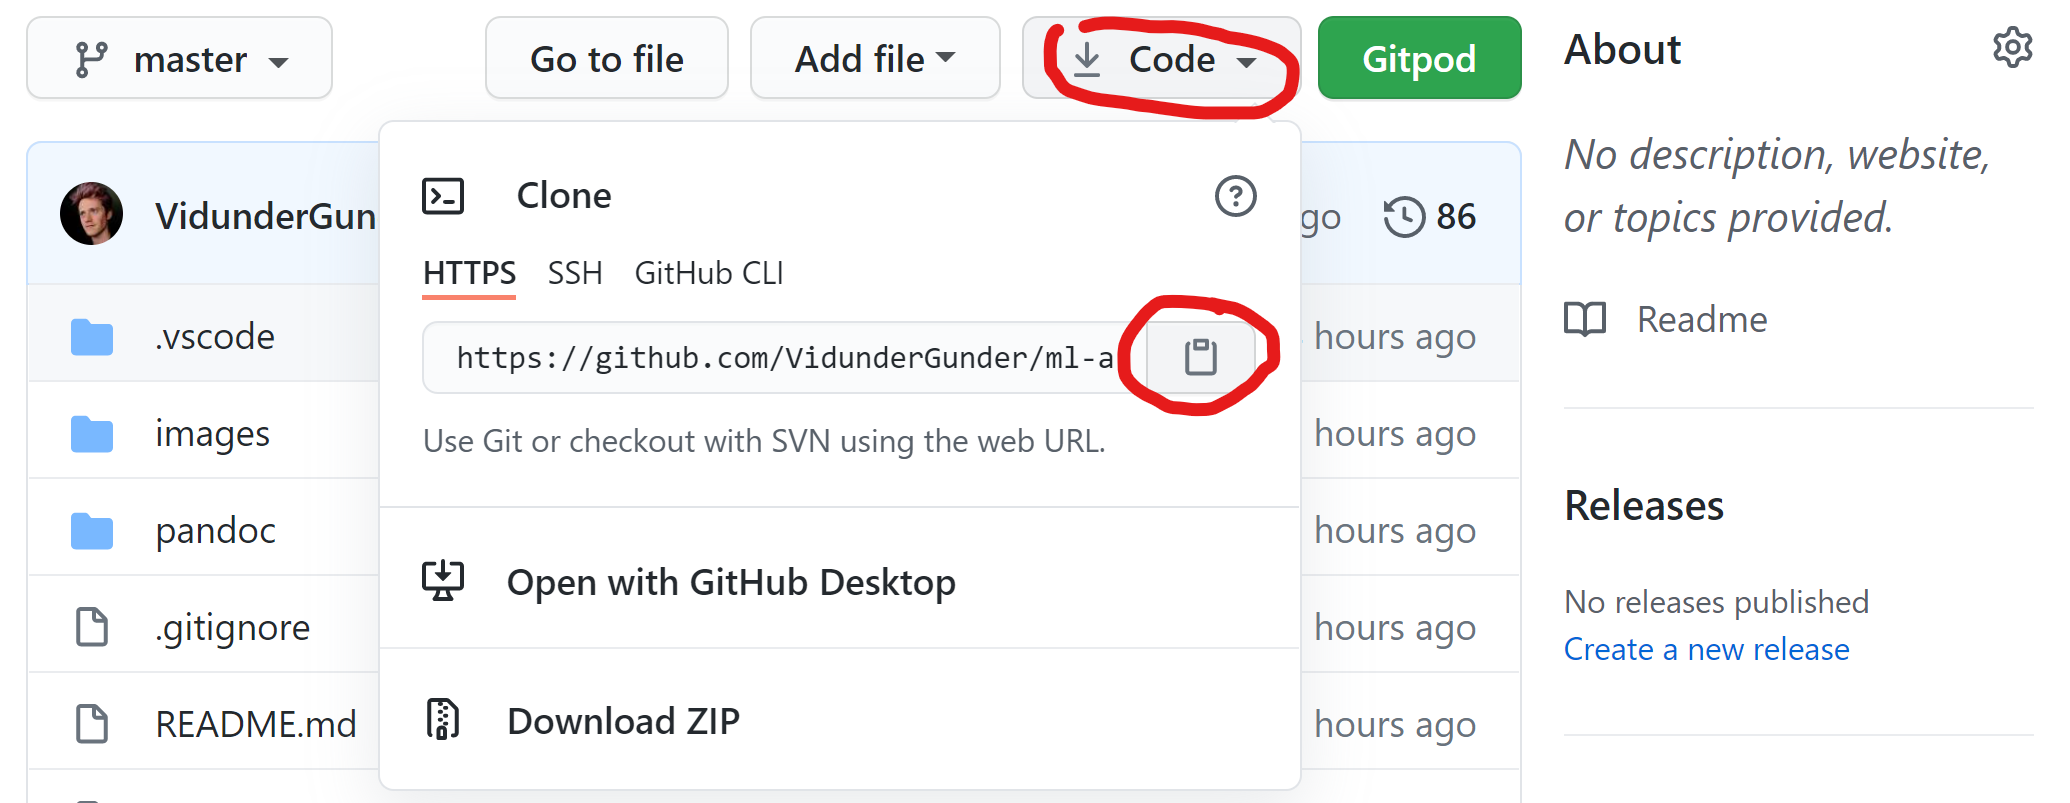 master
Go to file
Add file
Code
Gitpod
About
No description, website,
or topics provided.
Readme
Releases
No releases published
Create a new release
VidunderGun
go
86
Clone
HTTPS
SSH
GitHub CLI
https://github.com/VidunderGunder/ml-a
Use Git or checkout with SVN using the web URL.
Open with GitHub Desktop
Download ZIP
.vscode
hours ago
images
hours ago
pandoc
hours ago
.gitignore
hours ago
README.md
hours ago